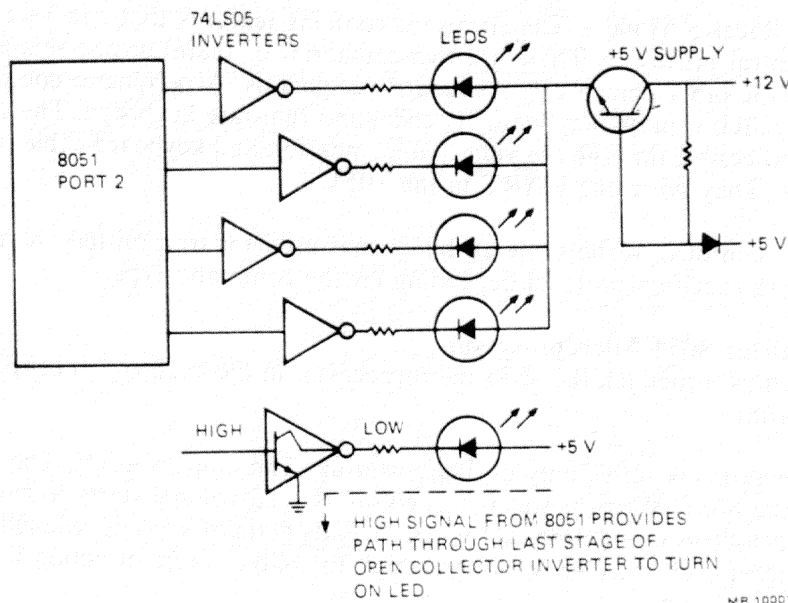 74LS05
INVERTERS
LEDS
+5 V SUPPLY
+12 V
8051
PORT 2
+5 V
HIGH
LOW
+5 V
HIGH SIGNAL FROM 8051 PROVIDES
PATH THROUGH LAST STAGE OF
OPEN COLLECTOR INVERTER TO TURN
ON LED.